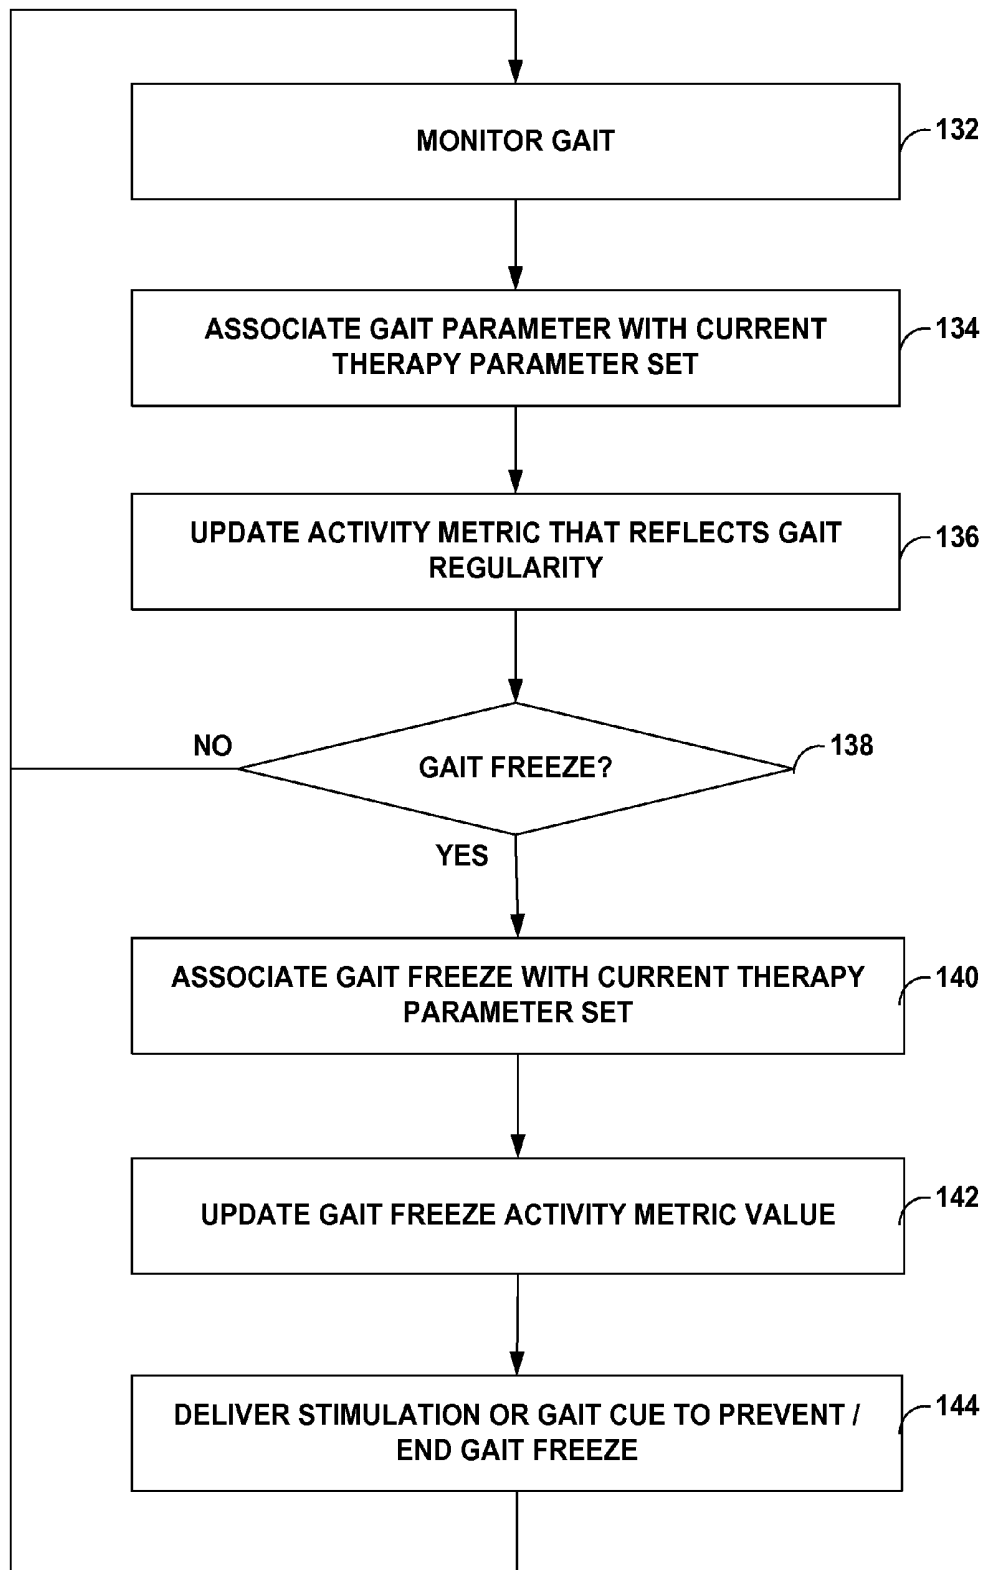 MONITOR GAIT
132
ASSOCIATE GAIT PARAMETER WITH CURRENT
THERAPY PARAMETER SET
134
UPDATE ACTIVITY METRIC THAT REFLECTS GAIT
REGULARITY
136
NO
GAIT FREEZE?
138
YES
ASSOCIATE GAIT FREEZE WITH CURRENT THERAPY
PARAMETER SET
140
UPDATE GAIT FREEZE ACTIVITY METRIC VALUE
142
DELIVER STIMULATION OR GAIT CUE TO PREVENT /
END GAIT FREEZE
144